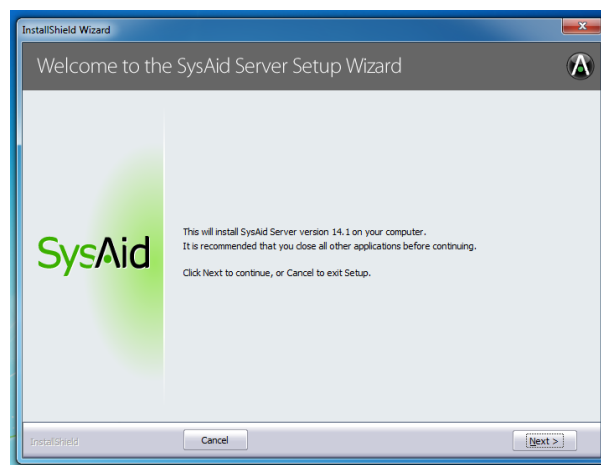 InstallShield Wizard
Welcome to the SysAid Server Setup Wizard
SysAid
This will install SysAid Server version 14.1 on your computer.
It is recommended that you close all other applications before continuing.
Click Next to continue, or Cancel to exit Setup.
InstallShield
Cancel
Next >